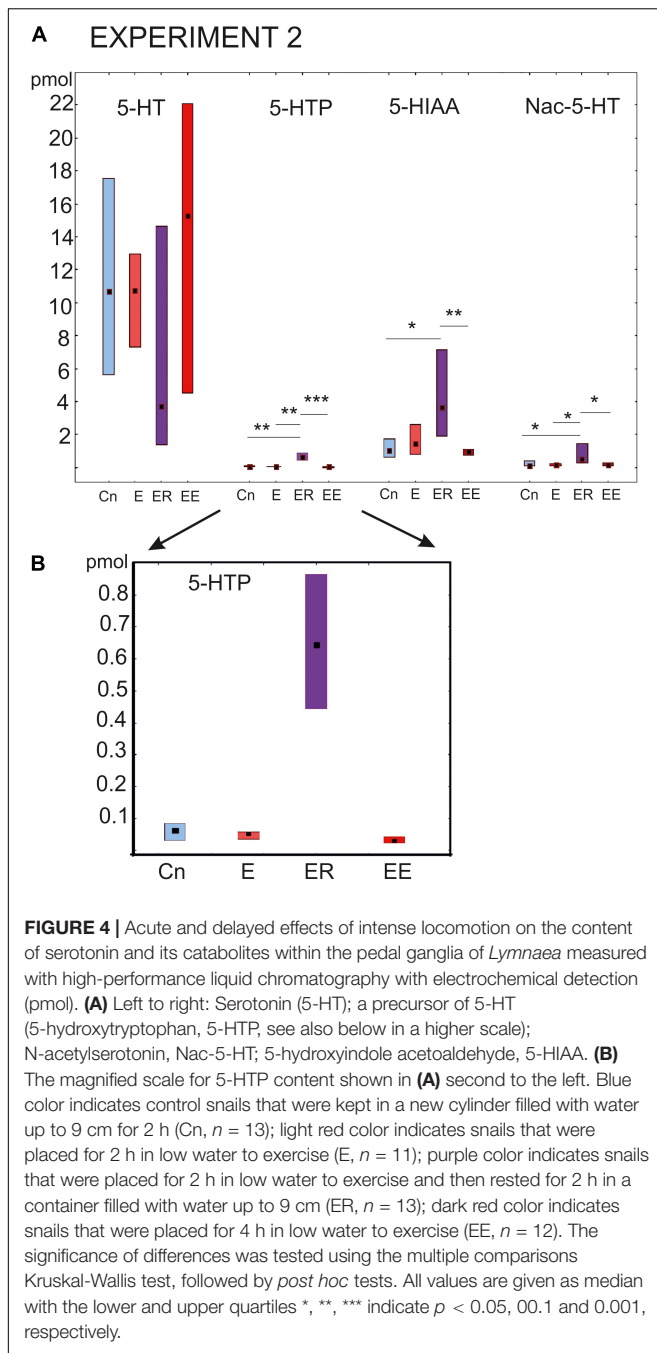 A EXPERIMENT 2
pmol
22
20
18
16
14
12
10
8
6
4
2
5-HT
5-HTP
5-HIAA
Nac-5-HT
** ** ***
* **
* * *
Cn E ER EE
Cn E ER EE
Cn E ER EE
Cn E ER EE
B
pmol
5-HTP
0.8
0.7
0.6
0.5
0.4
0.3
0.2
0.1
Cn E ER EE
FIGURE 4 | Acute and delayed effects of intense locomotion on the content
of serotonin and its catabolites within the pedal ganglia of Lymnaea measured
with high-performance liquid chromatography with electrochemical detection
(pmol). (A) Left to right: Serotonin (5-HT); a precursor of 5-HT
(5-hydroxytryptophan, 5-HTP, see also below in a higher scale);
N-acetylserotonin, Nac-5-HT; 5-hydroxyindole acetoaldehyde, 5-HIAA. (B)
The magnified scale for 5-HTP content shown in (A) second to the left. Blue
color indicates control snails that were kept in a new cylinder filled with water
up to 9 cm for 2 h (Cn, n = 13); light red color indicates snails that were
placed for 2 h in low water to exercise (E, n = 11); purple color indicates snails
that were placed for 2 h in low water to exercise and then rested for 2 h in a
container filled with water up to 9 cm (ER, n = 13); dark red color indicates
snails that were placed for 4 h in low water to exercise (EE, n = 12). The
significance of differences was tested using the multiple comparisons
Kruskal-Wallis test, followed by post hoc tests. All values are given as median
with the lower and upper quartiles *, **, *** indicate p < 0.05, 00.1 and 0.001,
respectively.